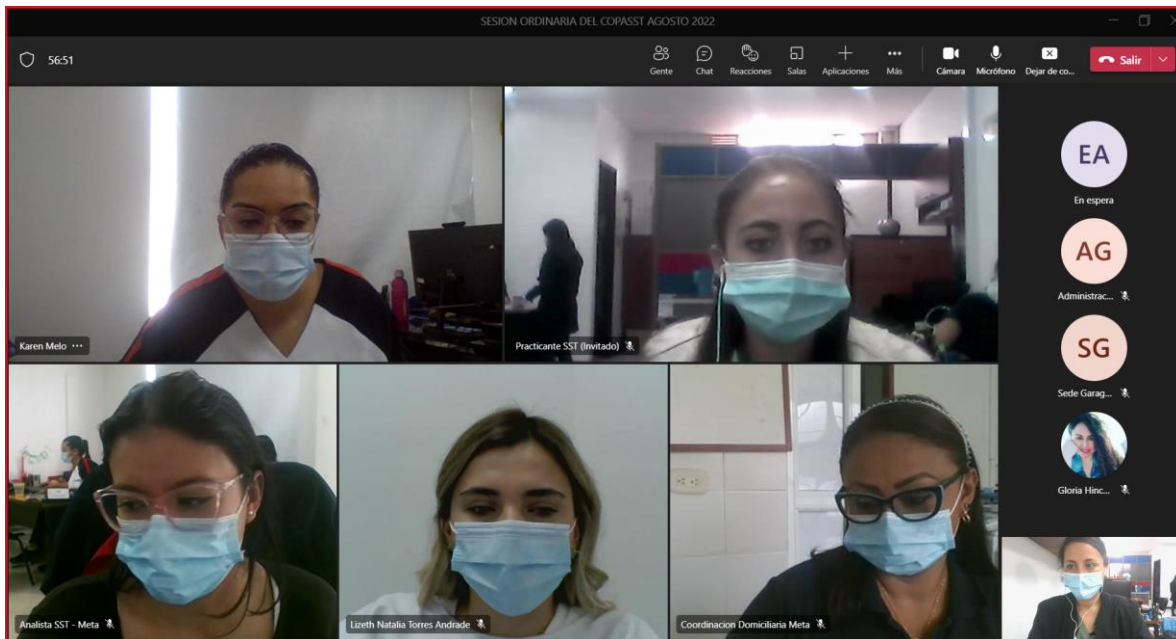 SESION ORDINARIA DEL COPASST AGOSTO 2022
56:51
Gente
Chat
Reacciones
Salas
Aplicaciones
Más
Cámara
Micrófono
Dejar de co...
Salir
Karen Melo
Practicante SST (Invitado)
EA
En espera
AG
Administrac...
SG
Sede Garag...
Gloria Hinc...
Analista SST - Meta
Lizeth Natalia Torres Andrade
Coordinacion Domiciliaria Meta